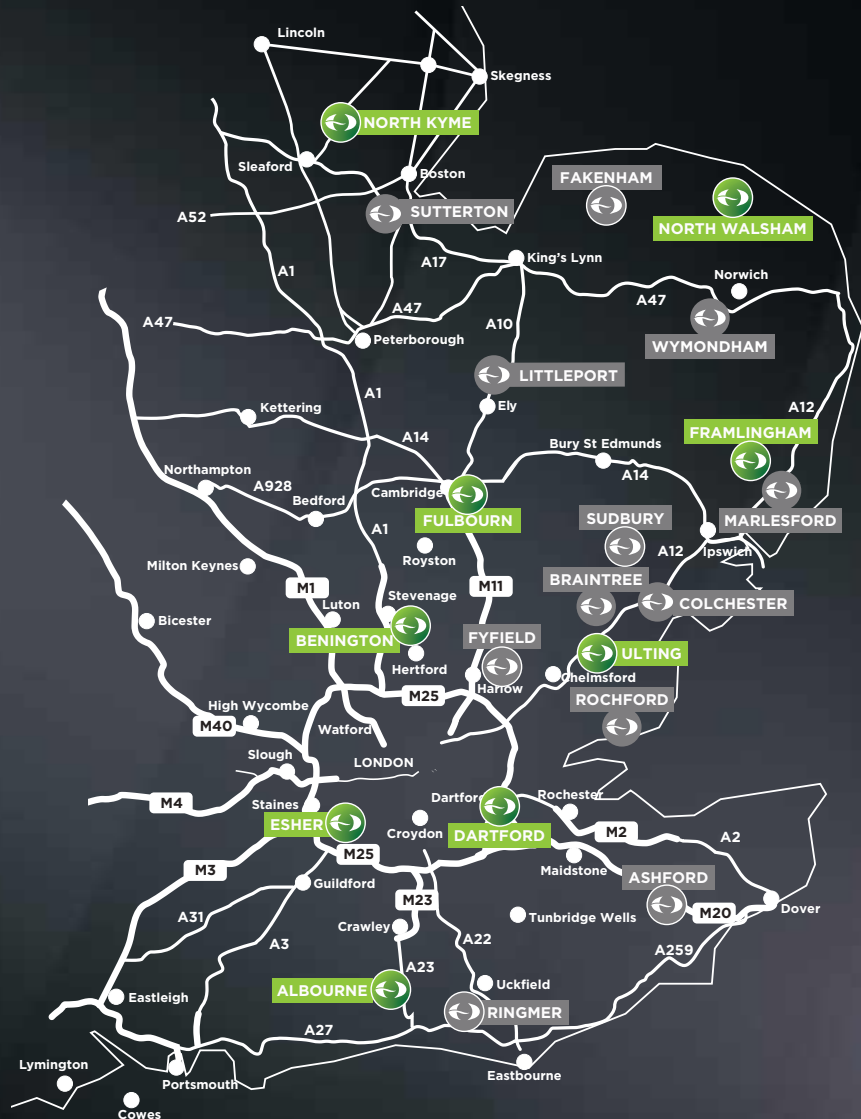 Lincoln
Skegness
NORTH KYME
Sleaford
Boston
FAKENHAM
A52
SUTTERTON
NORTH WALSHAM
A1
A17
King's Lynn
Norwich
A47
A47
A47
A10
WYMONDHAM
Peterborough
LITTLEPORT
A1
Kettering
Ely
A12
A14
FRAMLINGHAM
Bury St Edmunds
Northampton
A928
A14
Bedford
Cambridge
FULBOURN
SUDBURY
MARLESFORD
A1
A12
Ipswich
Royston
Milton Keynes
BRAINTREE
M1
M11
Stevenage
COLCHESTER
Luton
Bicester
BENINGTON
FYFIELD
ULTING
Hertford
Chelmsford
Harlow
M25
ROCHFORD
High Wycombe
M40
Watford
Slough
LONDON
M4
Staines
Dartford
Rochester
ESHER
Croydon
DARTFORD
M2
A2
M25
M3
Maidstone
ASHFORD
Guildford
M23
M20
Dover
A31
Crawley
Tunbridge Wells
A3
A22
A259
A23
Uckfield
ALBOURNE
Eastleigh
RINGMER
A27
Lymington
Eastbourne
Portsmouth
Cowes